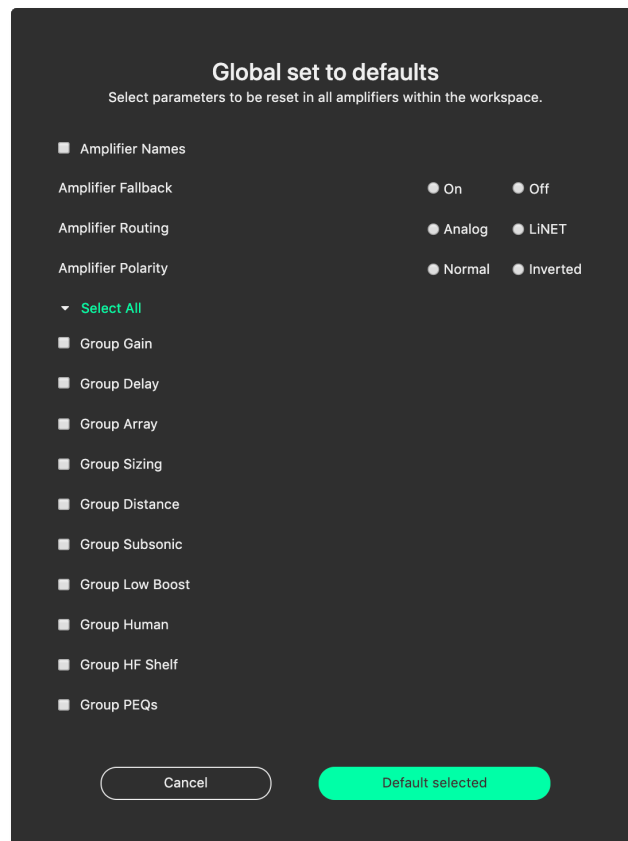 Global set to defaults
Select parameters to be reset in all amplifiers within the workspace.
Amplifier Names
Amplifier Fallback On Off
Amplifier Routing Analog LiNET
Amplifier Polarity Normal Inverted
Select All
Group Gain
Group Delay
Group Array
Group Sizing
Group Distance
Group Subsonic
Group Low Boost
Group Human
Group HF Shelf
Group PEQs
Cancel Default selected